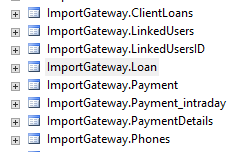 ImportGateway.ClientLoans
ImportGateway.LinkedUsers
ImportGateway.LinkedUsersID
ImportGateway.Loan
ImportGateway.Payment
ImportGateway.Payment_intraday
ImportGateway.PaymentDetails
ImportGateway.Phones